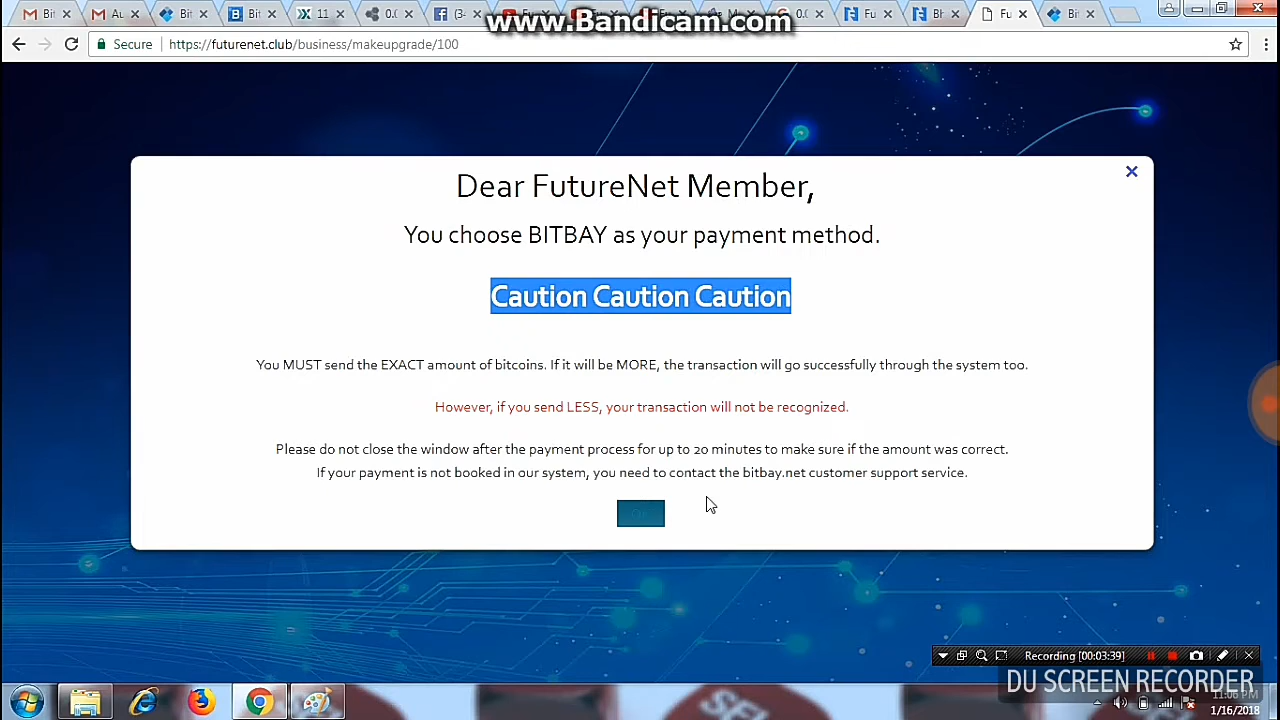 www.Bandicam.com
Secure
https://futurenet.club/business/makeupgrade/100
Dear FutureNet Member,
You choose BITBAY as your payment method.
Caution Caution Caution
You MUST send the EXACT amount of bitcoins. If it will be MORE, the transaction will go successfully through the system too.
However, if you send LESS, your transaction will not be recognized.
Please do not close the window after the payment process for up to 20 minutes to make sure if the amount was correct.
If your payment is not booked in our system, you need to contact the bitbay.net customer support service.
Recording [00:03:39]
DU SCREEN RECORDER
11:06 PM
1/16/2018